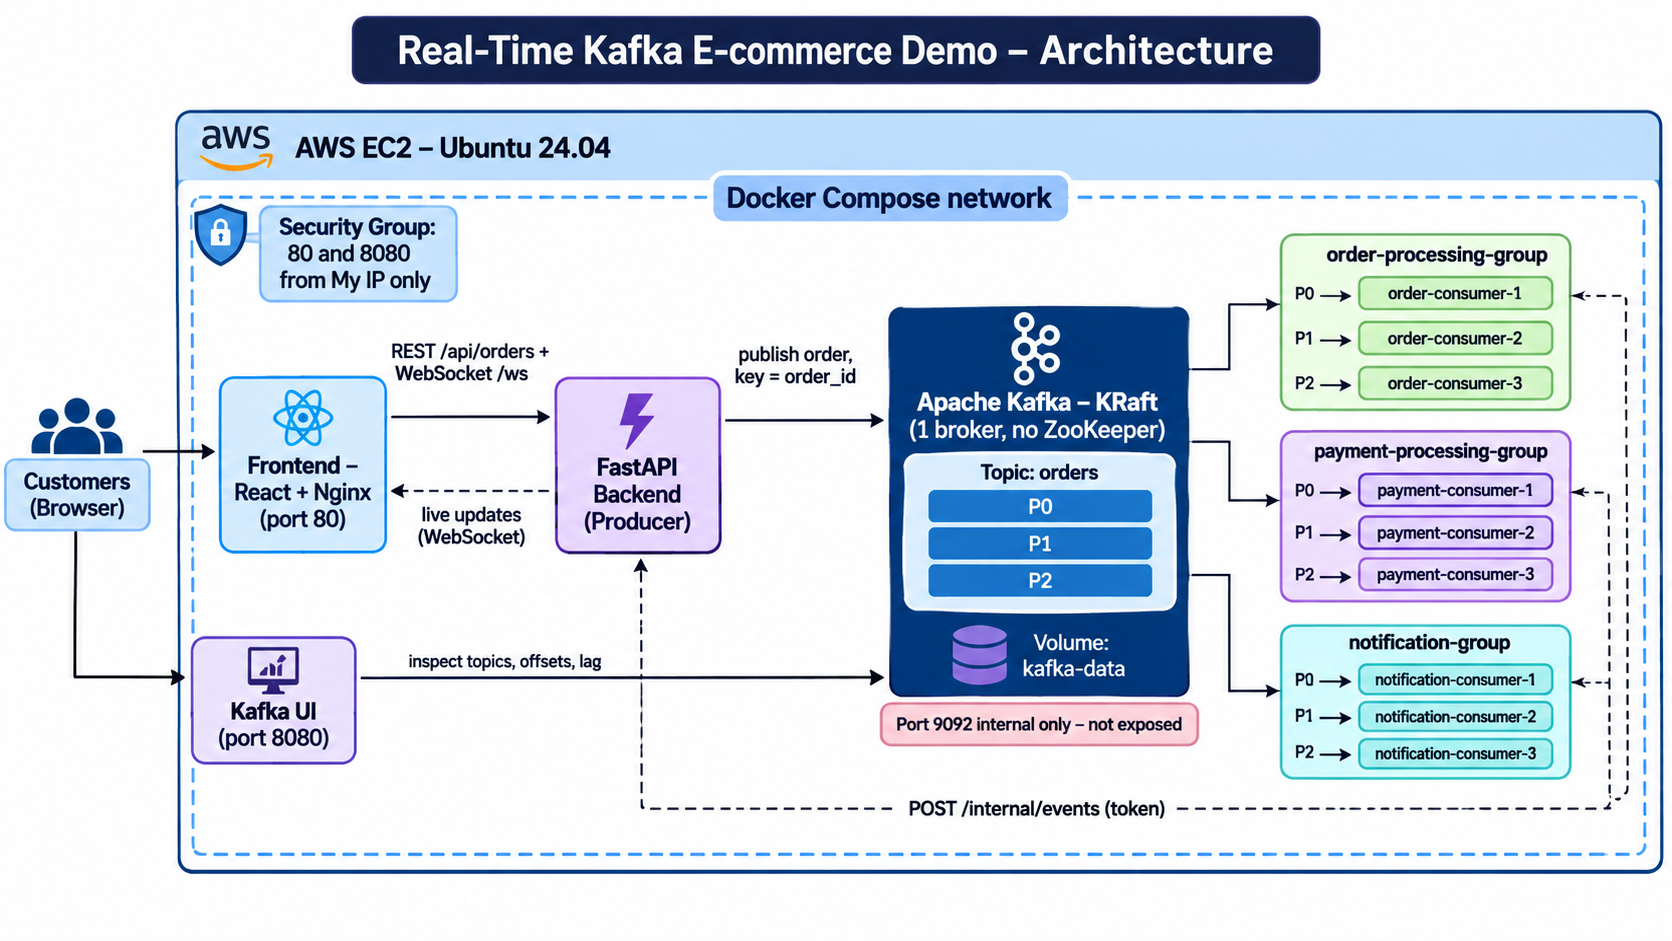 Real-Time Kafka E-commerce Demo – Architecture
aws
AWS EC2 – Ubuntu 24.04
Docker Compose network
Security Group:
80 and 8080
from My IP only
Customers
(Browser)
Frontend –
React + Nginx
(port 80)
REST /api/orders +
WebSocket /ws
live updates
(WebSocket)
FastAPI
Backend
(Producer)
publish order,
key = order_id
Apache Kafka – KRaft
(1 broker, no ZooKeeper)
Topic: orders
P0
P1
P2
Volume:
kafka-data
Port 9092 internal only – not exposed
Kafka UI
(port 8080)
inspect topics, offsets, lag
order-processing-group
P0 order-consumer-1
P1 order-consumer-2
P2 order-consumer-3
payment-processing-group
P0 payment-consumer-1
P1 payment-consumer-2
P2 payment-consumer-3
notification-group
P0 notification-consumer-1
P1 notification-consumer-2
P2 notification-consumer-3
POST /internal/events (token)